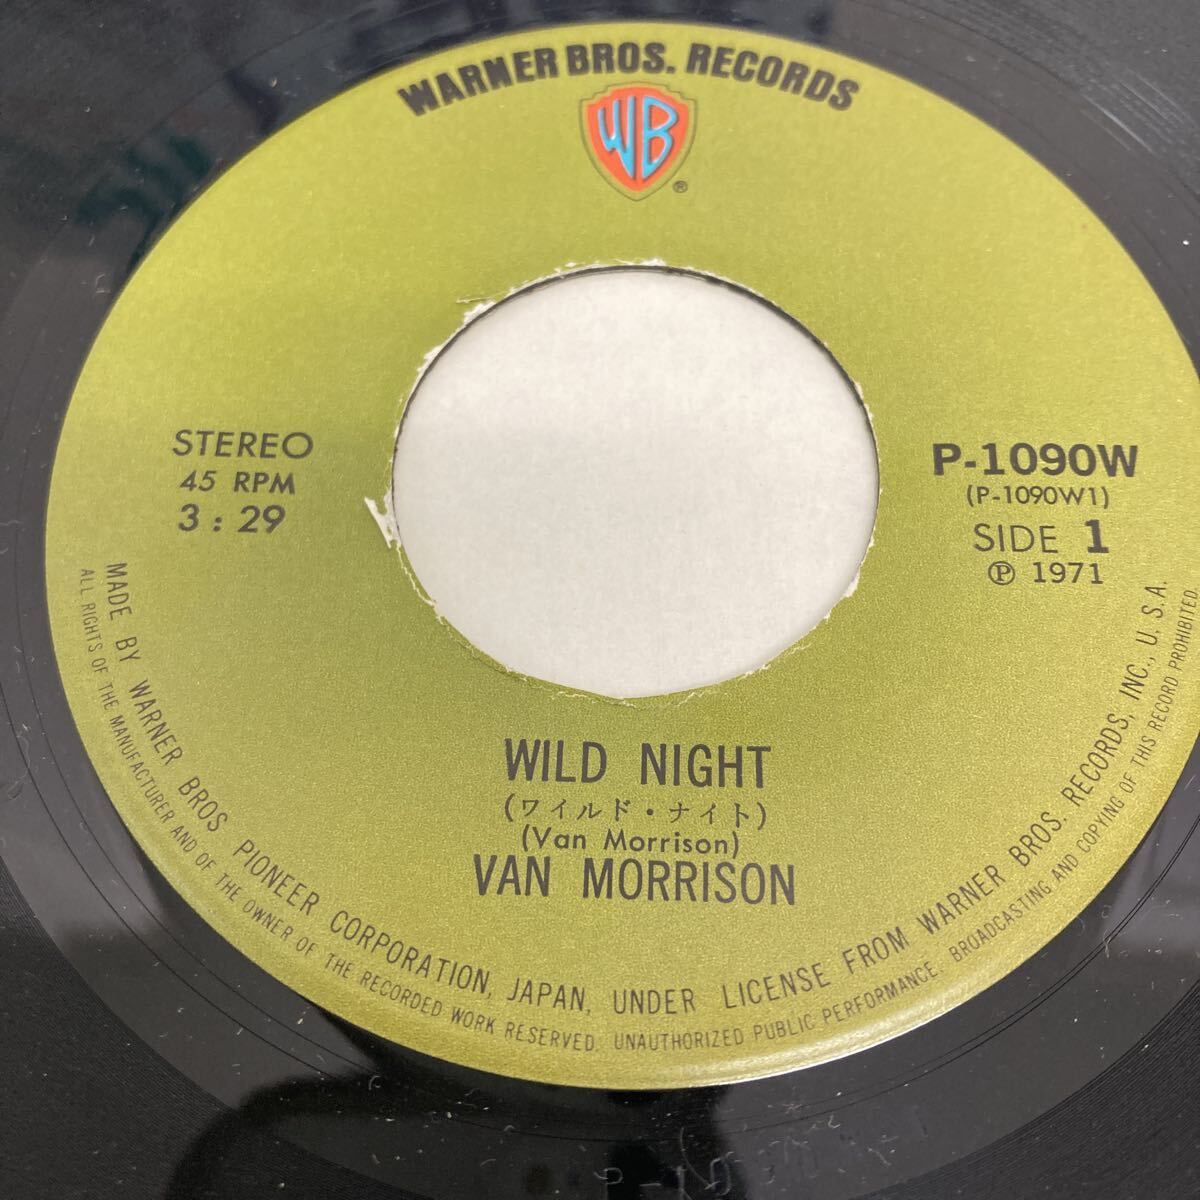 WARNER BROS. RECORDS
WB
®
STEREO
45 RPM
3 : 29
P-1090W
(P-1090W1)
SIDE 1
℗ 1971
WILD NIGHT
(ワイルド・ナイト)
(Van Morrison)
VAN MORRISON
MADE BY WARNER BROS PIONEER CORPORATION, JAPAN, UNDER LICENSE FROM WARNER BROS. RECORDS, INC., U. S. A.
ALL RIGHTS OF THE MANUFACTURER AND OF THE OWNER OF THE RECORDED WORK RESERVED. UNAUTHORIZED PUBLIC PERFORMANCE. BROADCASTING AND COPYING OF THIS RECORD PROHIBITED.